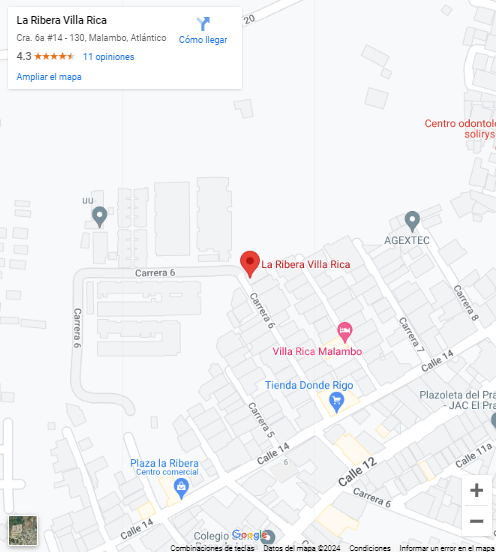 La Ribera Villa Rica
Cra. 6a #14 - 130, Malambo, Atlántico
Cómo llegar
4.3
11 opiniones
Ampliar el mapa
Centro odontol
solirys
uu
AGEXTEC
La Ribera Villa Rica
Carrera 6
Carrera 6
Carrera 6
Carrera 8
Carrera 7
Villa Rica Malambo
Calle 14
Tienda Donde Rigo
Plazoleta del Pra
- JAC El Pra
Carrera 5
Calle 14
Plaza la Ribera
Centro comercial
6
Calle 12
Calle 11a
Carrera 6
Calle 14
Colegio
Google
Combinaciones de teclas
Datos del mapa ©2024
Condiciones
Informar un error en el mapa